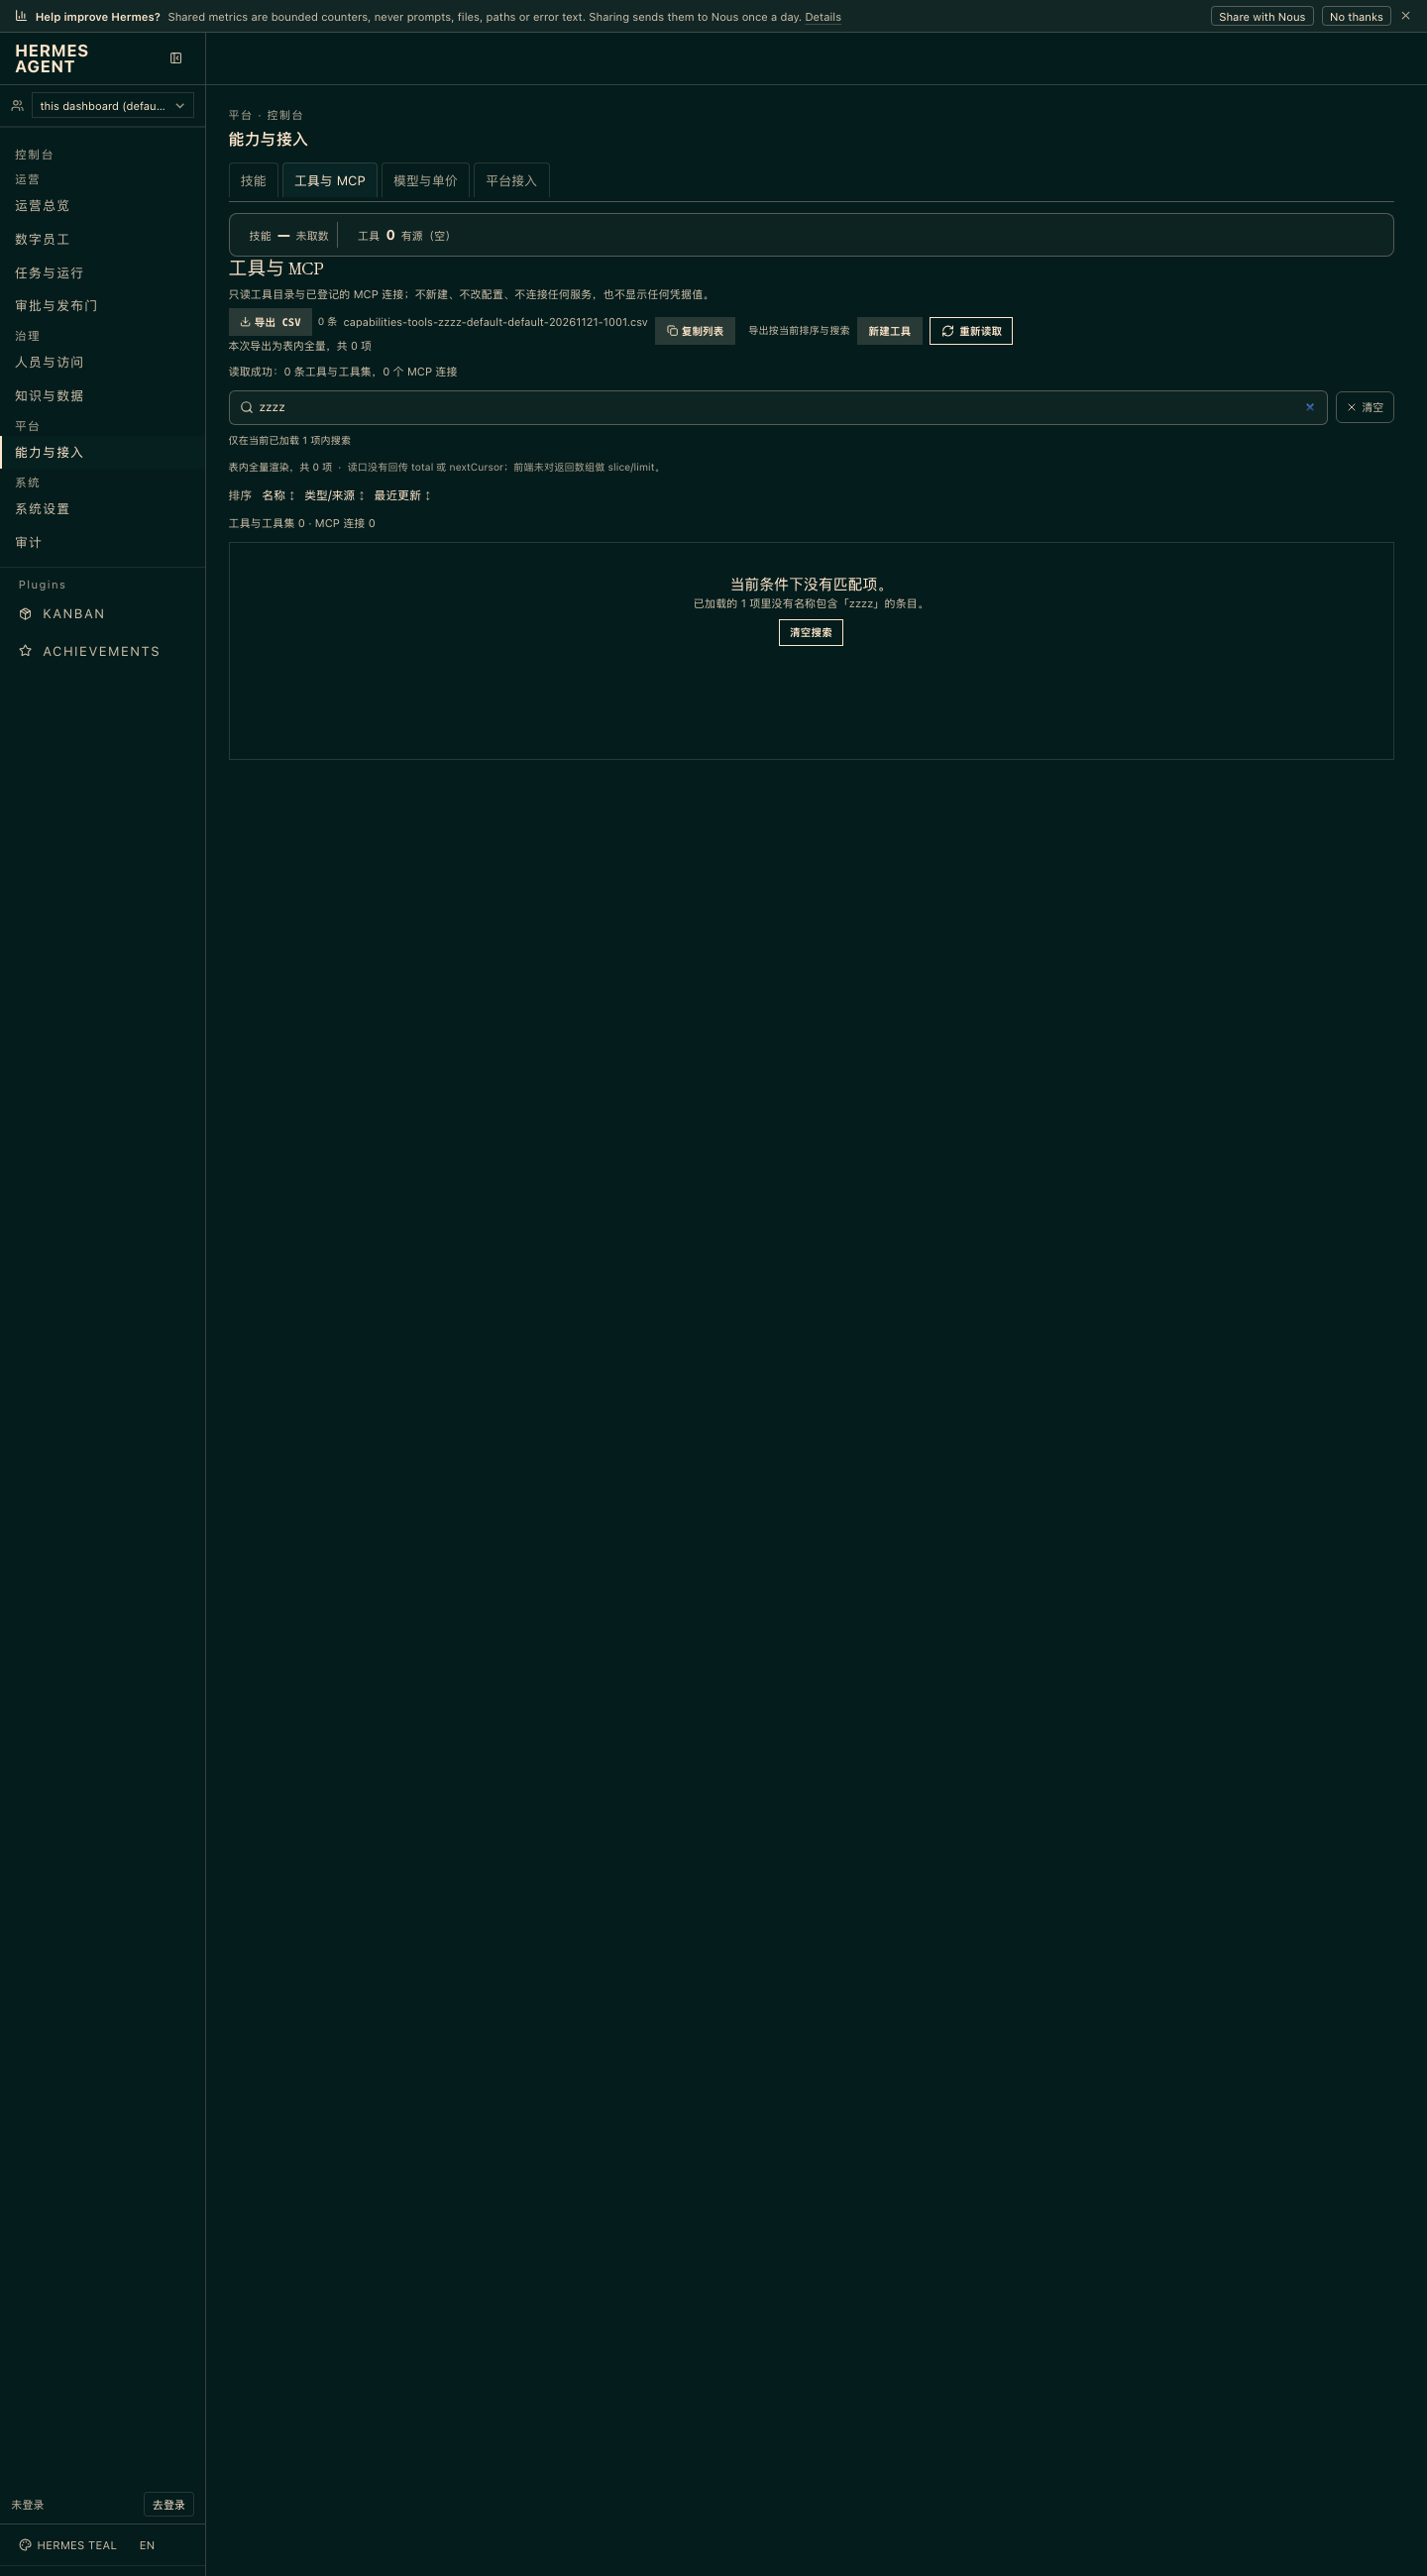 Help improve Hermes? Shared metrics are bounded counters, never prompts, files, paths or error text. Sharing sends them to Nous once a day. Details
Share with Nous
No thanks
HERMES
AGENT
this dashboard (defau...
控制台
运营
运营总览
数字员工
任务与运行
审批与发布门
治理
人员与访问
知识与数据
平台
能力与接入
系统
系统设置
审计
Plugins
KANBAN
ACHIEVEMENTS
未登录
去登录
HERMES TEAL
EN
平台 · 控制台
能力与接入
技能
工具与 MCP
模型与单价
平台接入
技能 — 未取数
工具 0 有源（空）
工具与 MCP
只读工具目录与已登记的 MCP 连接；不新建、不改配置、不连接任何服务，也不显示任何凭据值。
导出 CSV
0 条
capabilities-tools-zzzz-default-default-20261121-1001.csv
复制列表
导出按当前排序与搜索
新建工具
重新读取
本次导出为表内全量，共 0 项
读取成功：0 条工具与工具集，0 个 MCP 连接
zzzz
清空
仅在当前已加载 1 项内搜索
表内全量渲染，共 0 项 · 读口没有回传 total 或 nextCursor；前端未对返回数组做 slice/limit。
排序 名称 ↕ 类型/来源 ↕ 最近更新 ↕
工具与工具集 0 · MCP 连接 0
当前条件下没有匹配项。
已加载的 1 项里没有名称包含「zzzz」的条目。
清空搜索